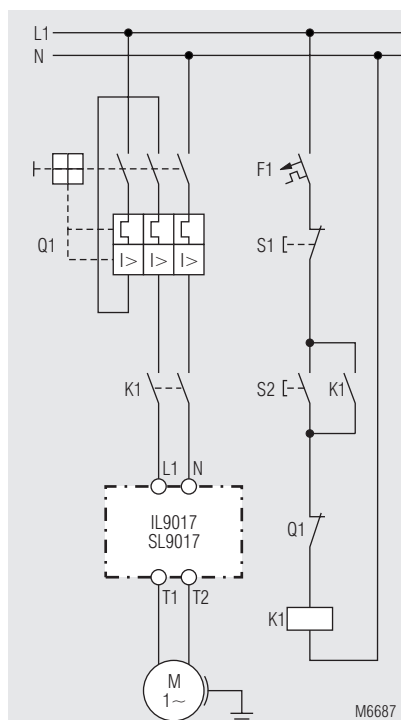 L1
N
F1
Q1
I> I> I>
S1
K1
S2
K1
L1 N
IL9017
SL9017
Q1
T1 T2
K1
M
1~
M6687